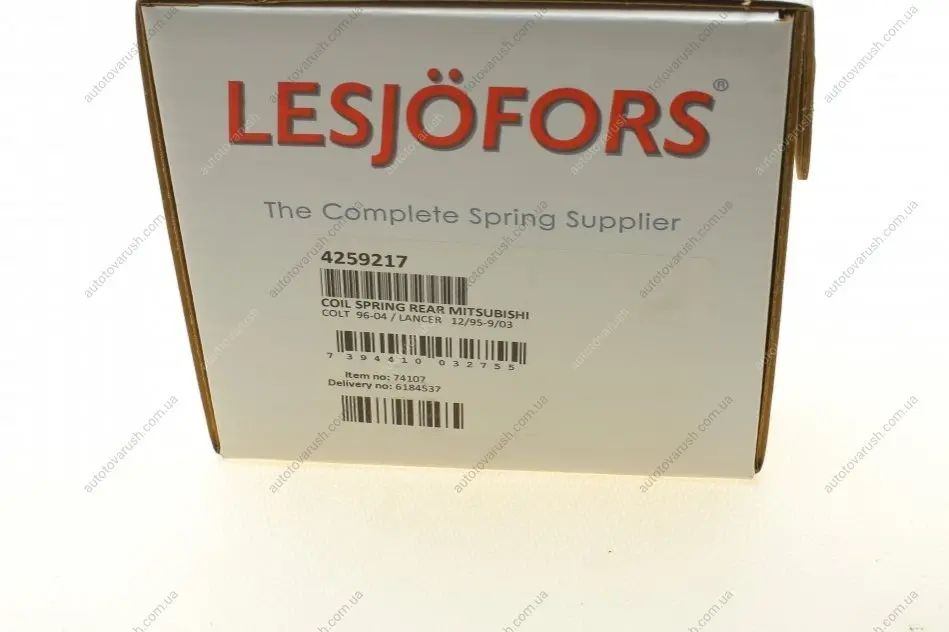 LESJÖFORS®
The Complete Spring Supplier
4259217
COIL SPRING REAR MITSUBISHI
COLT 96-04 / LANCER 12/95-9/03
7 394410 032755
Item no: 74107
Delivery no: 6184537
autotovarush.com.ua